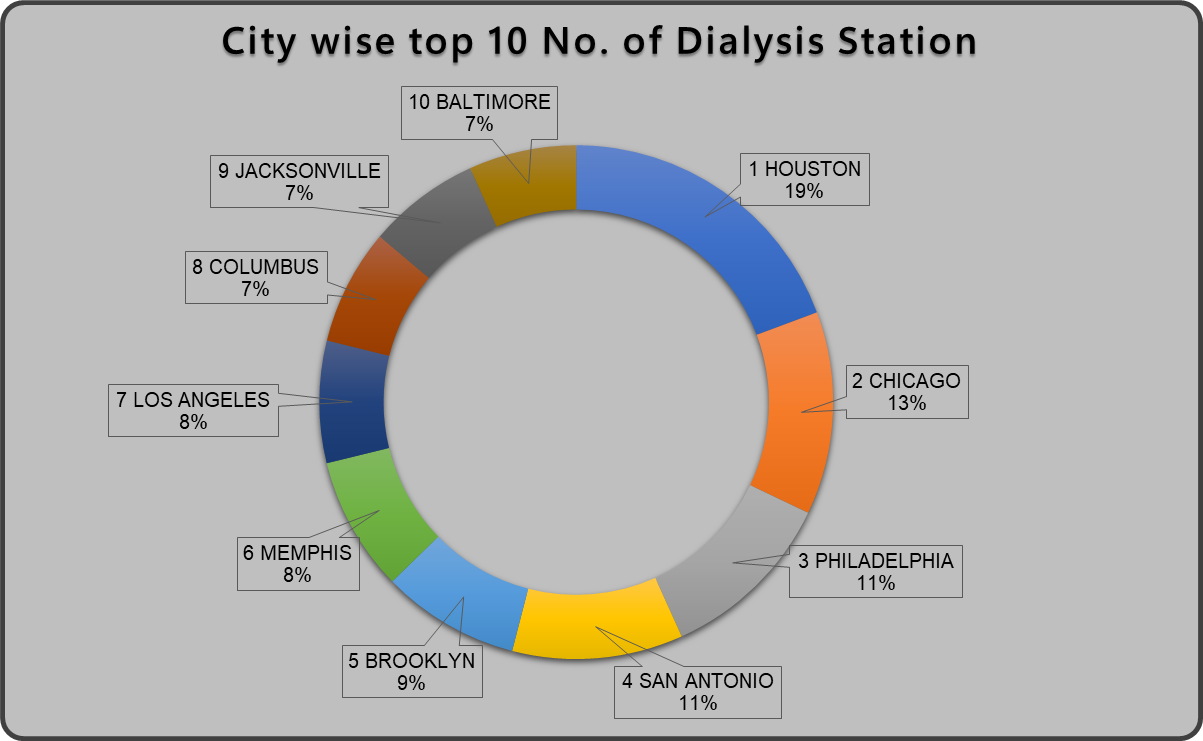 City wise top 10 No. of Dialysis Station
10 BALTIMORE
7%
1 HOUSTON
19%
9 JACKSONVILLE
7%
8 COLUMBUS
7%
2 CHICAGO
13%
7 LOS ANGELES
8%
6 MEMPHIS
8%
3 PHILADELPHIA
11%
5 BROOKLYN
9%
4 SAN ANTONIO
11%